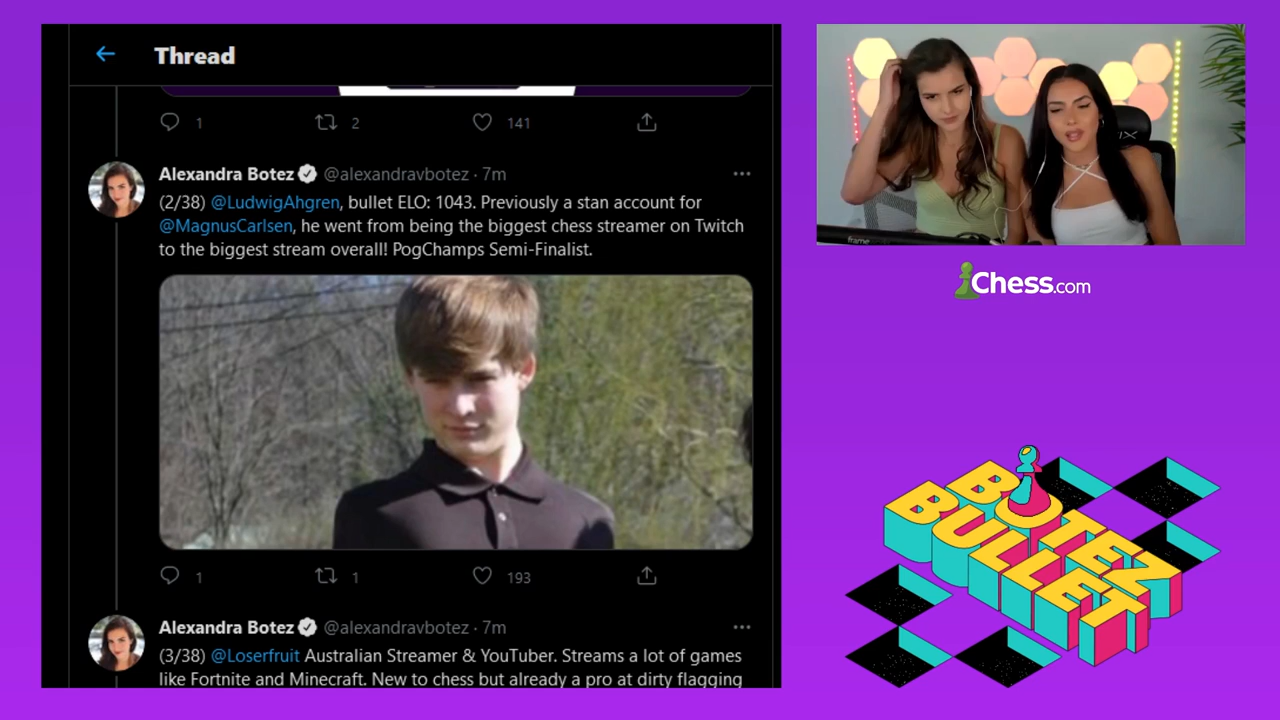 Thread
1
2
141
Alexandra Botez @alexandravbotez · 7m
(2/38) @LudwigAhgren, bullet ELO: 1043. Previously a stan account for
@MagnusCarlsen, he went from being the biggest chess streamer on Twitch
to the biggest stream overall! PogChamps Semi-Finalist.
1
1
193
Alexandra Botez @alexandravbotez · 7m
(3/38) @Loserfruit Australian Streamer & YouTuber. Streams a lot of games
like Fortnite and Minecraft. New to chess but already a pro at dirty flagging
frame
Chess.com
BOTEZ
BULLET